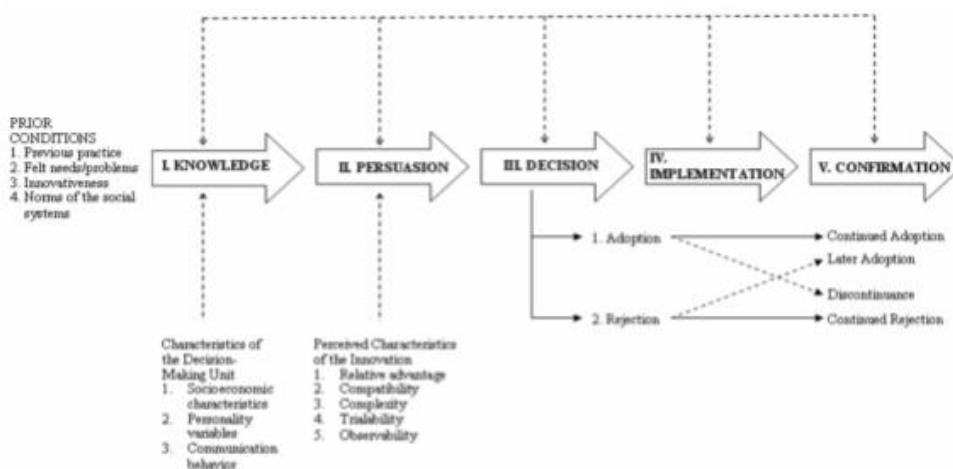 PRIOR
CONDITIONS
1. Previous practice
2. Felt needs/problems
3. Innovativeness
4. Norms of the social
systems
I. KNOWLEDGE
II. PERSUASION
III. DECISION
IV.
IMPLEMENTATION
V. CONFIRMATION
1. Adoption
2. Rejection
Continued Adoption
Later Adoption
Discontinuance
Continued Rejection
Characteristics of
the Decision-
Making Unit
1. Socioeconomic
characteristics
2. Personality
variables
3. Communication
behavior
Perceived Characteristics
of the Innovation
1. Relative advantage
2. Compatibility
3. Complexity
4. Trialability
5. Observability